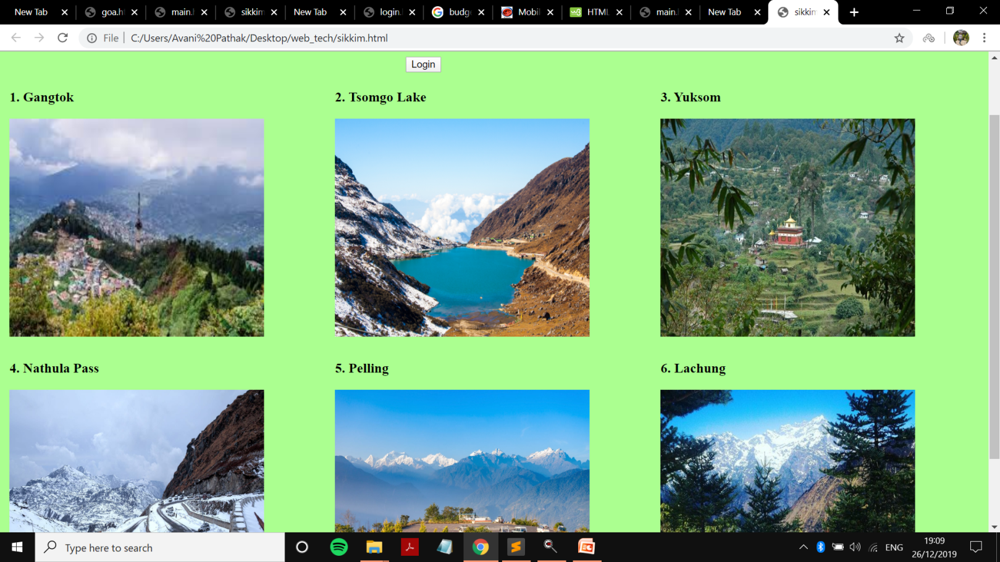 New Tab
goa.h
main.
sikkim
New Tab
login.
budg
Mobil
HTML
main.
New Tab
sikkim
File
C:/Users/Avani%20Pathak/Desktop/web_tech/sikkim.html
Login
1. Gangtok
2. Tsomgo Lake
3. Yuksom
4. Nathula Pass
5. Pelling
6. Lachung
Type here to search
ENG
19:09
26/12/2019